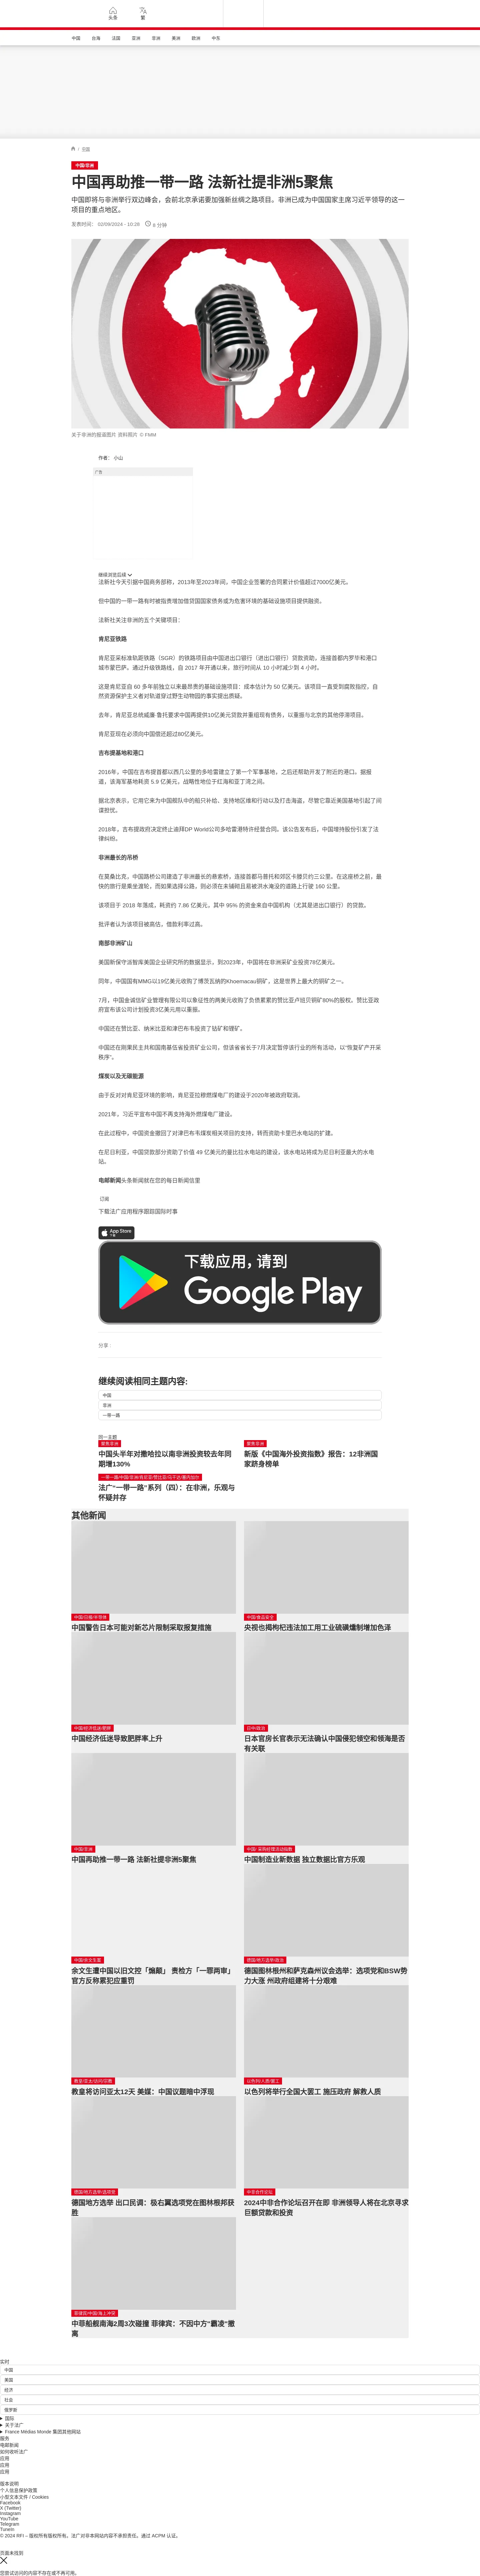 头条
繁
中国
台海
法国
亚洲
非洲
美洲
欧洲
中东
/ 中国
中国/非洲
中国再助推一带一路 法新社提非洲5聚焦
中国即将与非洲举行双边峰会，会前北京承诺要加强新丝绸之路项目。非洲已成为中国国家主席习近平领导的这一项目的重点地区。
发表时间： 02/09/2024 - 10:28
6 分钟
关于非洲的报道图片 资料照片 © FMM
作者： 小山
广告
继续浏览后续
法新社今天引据中国商务部称，2013年至2023年间，中国企业签署的合同累计价值超过7000亿美元。
但中国的一带一路有时被指责增加借贷国国家债务或为危害环境的基础设施项目提供融资。
法新社关注非洲的五个关键项目：
肯尼亚铁路
肯尼亚采标准轨距铁路（SGR）的铁路项目由中国进出口银行（进出口银行）贷款资助，连接首都内罗毕和港口城市蒙巴萨。通过升级铁路线，自 2017 年开通以来，旅行时间从 10 小时减少到 4 小时。
这是肯尼亚自 60 多年前独立以来最昂贵的基础设施项目：成本估计为 50 亿美元。该项目一直受到腐败指控，自然资源保护主义者对轨道穿过野生动物园的事实提出质疑。
去年，肯尼亚总统威廉·鲁托要求中国再提供10亿美元贷款并重组现有债务，以重振与北京的其他停滞项目。
肯尼亚现在必须向中国偿还超过80亿美元。
吉布提基地和港口
2016年，中国在吉布提首都以西几公里的多哈雷建立了第一个军事基地，之后还帮助开发了附近的港口。据报道，该海军基地耗资 5.9 亿美元，战略性地位于红海和亚丁湾之间。
据北京表示，它用它来为中国舰队中的船只补给、支持地区维和行动以及打击海盗，尽管它靠近美国基地引起了间谍担忧。
2018年，吉布提政府决定终止迪拜DP World公司多哈雷港特许经营合同。该公告发布后，中国增持股份引发了法律纠纷。
非洲最长的吊桥
在莫桑比克，中国路桥公司建造了非洲最长的悬索桥，连接首都马普托和郊区卡滕贝约三公里。在这座桥之前，最快的旅行是乘坐渡轮，而如果选择公路，则必须在未铺砌且易被洪水淹没的道路上行驶 160 公里。
该项目于 2018 年落成，耗资约 7.86 亿美元，其中 95% 的资金来自中国机构（尤其是进出口银行）的贷款。
批评者认为该项目被高估，借款利率过高。
南部非洲矿山
美国新保守派智库美国企业研究所的数据显示，到2023年，中国将在非洲采矿业投资78亿美元。
同年，中国国有MMG以19亿美元收购了博茨瓦纳的Khoemacau铜矿，这是世界上最大的铜矿之一。
7月，中国金诚信矿业管理有限公司以象征性的两美元收购了负债累累的赞比亚卢坦贝铜矿80%的股权。赞比亚政府宣布该公司计划投资3亿美元用以重振。
中国还在赞比亚、纳米比亚和津巴布韦投资了钴矿和锂矿。
中国还在刚果民主共和国南基伍省投资矿业公司，但该省省长于7月决定暂停该行业的所有活动，以“恢复矿产开采秩序”。
煤炭以及无碳能源
由于反对对肯尼亚环境的影响，肯尼亚拉穆燃煤电厂的建设于2020年被政府取消。
2021年，习近平宣布中国不再支持海外燃煤电厂建设。
在此过程中，中国资金撤回了对津巴布韦煤炭相关项目的支持，转而资助卡里巴水电站的扩建。
在尼日利亚，中国贷款部分资助了价值 49 亿美元的曼比拉水电站的建设，该水电站将成为尼日利亚最大的水电站。
电邮新闻头条新闻就在您的每日新闻信里
订阅
下载法广应用程序跟踪国际时事
App Store
下载应用，请到
Google Play
分享 :
继续阅读相同主题内容:
中国
非洲
一带一路
同一主题
聚焦非洲
中国头半年对撒哈拉以南非洲投资较去年同期增130%
聚焦非洲
新版《中国海外投资指数》报告：12非洲国家跻身榜单
一带一路/中国/非洲/肯尼亚/赞比亚/马干达/塞内加尔
法广“一带一路”系列（四）：在非洲，乐观与怀疑并存
其他新闻
中国/日报/半导体
中国警告日本可能对新芯片限制采取报复措施
中国/食品安全
央视也揭枸杞违法加工用工业硫磺爊制增加色泽
中国/经济低迷/肥胖
中国经济低迷导致肥胖率上升
日中/政治
日本官房长官表示无法确认中国侵犯领空和领海是否有关联
中国/非洲
中国再助推一带一路 法新社提非洲5聚焦
中国/ 采购经理活动指数
中国制造业新数据 独立数据比官方乐观
中国/余文生案
余文生遭中国以旧文控「煽颠」 责检方「一罪两审」官方反称累犯应重罚
德国/地方选举/政治
德国图林根州和萨克森州议会选举：选项党和BSW势力大涨 州政府组建将十分艰难
教皇/亚太/访问/宗教
教皇将访问亚太12天 美媒：中国议题暗中浮现
以色列/人质/罢工
以色列将举行全国大罢工 施压政府 解救人质
德国/地方选举/选项党
德国地方选举 出口民调：极右翼选项党在图林根邦获胜
中非合作论坛
2024中非合作论坛召开在即 非洲领导人将在北京寻求巨额贷款和投资
菲律宾/中国/海上冲突
中菲船舰南海2周3次碰撞 菲律宾：不因中方"霸凌"撤离
实时
中国
美国
经济
社会
俄罗斯
国际
关于法广
France Médias Monde 集团其他网站
服务
电邮新闻
如何收听法广
应用
应用
应用
版本说明
个人信息保护政策
小型文本文件 / Cookies
Facebook
X (Twitter)
Instagram
YouTube
Telegram
TuneIn
© 2024 RFI – 版权所有版权所有。法广对非本网站内容不承担责任。通过 ACPM 认证。
页面未找到
您尝试访问的内容不存在或不再可用。